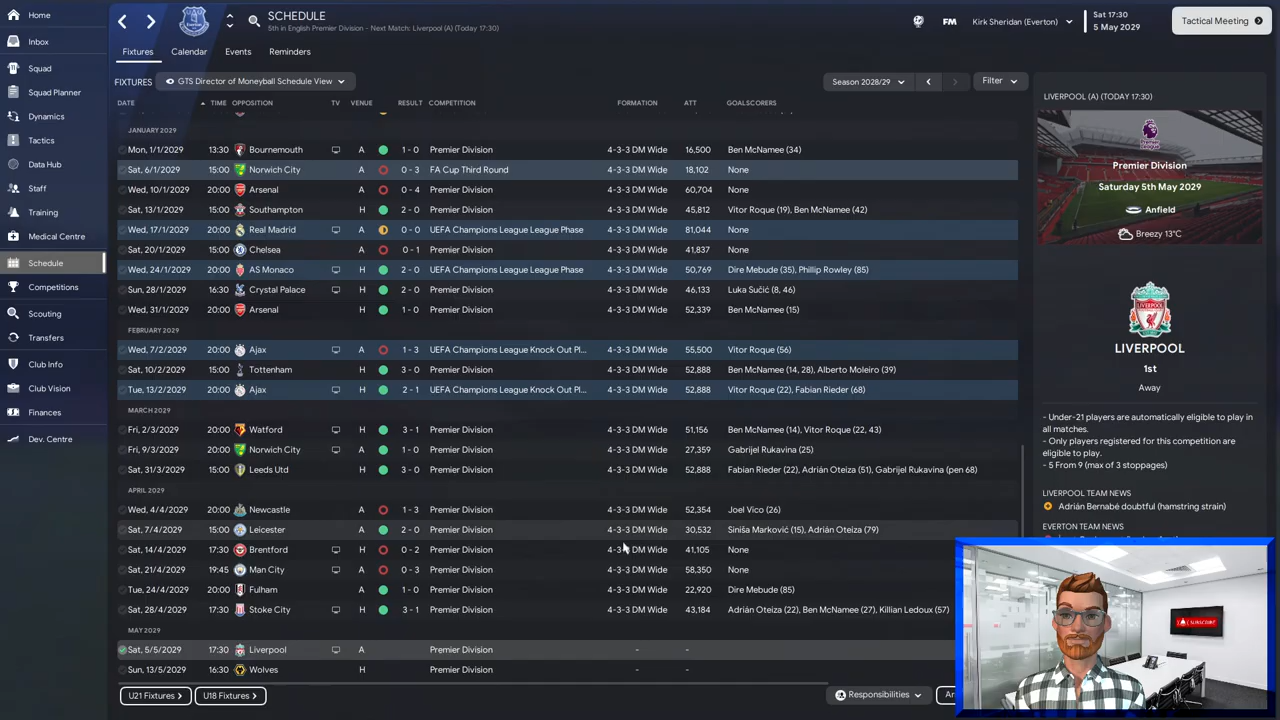 Home
Inbox
Squad
Squad Planner
Dynamics
Tactics
Data Hub
Staff
Training
Medical Centre
Schedule
Competitions
Scouting
Transfers
Club Info
Club Vision
Finances
Dev. Centre
SCHEDULE
5th in English Premier Division - Next Match: Liverpool (A) (Today 17:30)
FM
Kirk Sheridan (Everton)
Sat 17:30
5 May 2029
Tactical Meeting
Fixtures Calendar Events Reminders
FIXTURES GTS Director of Moneyball Schedule View Season 2028/29 Filter
DATE TIME OPPOSITION TV VENUE RESULT COMPETITION FORMATION ATT GOALSCORERS
JANUARY 2029
Mon, 1/1/2029 13:30 Bournemouth A 1 - 0 Premier Division 4-3-3 DM Wide 16,500 Ben McNamee (34)
Sat, 6/1/2029 15:00 Norwich City A 0 - 3 FA Cup Third Round 4-3-3 DM Wide 18,102 None
Wed, 10/1/2029 20:00 Arsenal A 0 - 4 Premier Division 4-3-3 DM Wide 60,704 None
Sat, 13/1/2029 15:00 Southampton H 2 - 0 Premier Division 4-3-3 DM Wide 45,812 Vitor Roque (19), Ben McNamee (42)
Wed, 17/1/2029 20:00 Real Madrid A 0 - 0 UEFA Champions League League Phase 4-3-3 DM Wide 81,044 None
Sat, 20/1/2029 15:00 Chelsea A 0 - 1 Premier Division 4-3-3 DM Wide 41,837 None
Wed, 24/1/2029 20:00 AS Monaco H 2 - 0 UEFA Champions League League Phase 4-3-3 DM Wide 50,769 Dire Mebude (35), Phillip Rowley (85)
Sun, 28/1/2029 16:30 Crystal Palace H 2 - 0 Premier Division 4-3-3 DM Wide 46,133 Luka Sučić (8, 46)
Wed, 31/1/2029 20:00 Arsenal H 1 - 0 Premier Division 4-3-3 DM Wide 52,339 Ben McNamee (15)
FEBRUARY 2029
Wed, 7/2/2029 20:00 Ajax A 1 - 3 UEFA Champions League Knock Out Pl... 4-3-3 DM Wide 55,500 Vitor Roque (56)
Sat, 10/2/2029 15:00 Tottenham H 3 - 0 Premier Division 4-3-3 DM Wide 52,888 Ben McNamee (14, 28), Alberto Moleiro (39)
Tue, 13/2/2029 20:00 Ajax H 2 - 1 UEFA Champions League Knock Out Pl... 4-3-3 DM Wide 52,888 Vitor Roque (22), Fabian Rieder (68)
MARCH 2029
Fri, 2/3/2029 20:00 Watford H 3 - 1 Premier Division 4-3-3 DM Wide 51,156 Ben McNamee (14), Vitor Roque (22, 43)
Fri, 9/3/2029 20:00 Norwich City A 1 - 0 Premier Division 4-3-3 DM Wide 27,359 Gabrijel Rukavina (25)
Sat, 31/3/2029 15:00 Leeds Utd H 3 - 0 Premier Division 4-3-3 DM Wide 52,888 Fabian Rieder (22), Adrián Oteiza (51), Gabrijel Rukavina (pen 68)
APRIL 2029
Wed, 4/4/2029 20:00 Newcastle A 1 - 3 Premier Division 4-3-3 DM Wide 52,354 Joel Vico (26)
Sat, 7/4/2029 15:00 Leicester A 2 - 0 Premier Division 4-3-3 DM Wide 30,532 Siniša Marković (15), Adrián Oteiza (79)
Sat, 14/4/2029 17:30 Brentford H 0 - 2 Premier Division 4-3-3 DM Wide 41,105 None
Sat, 21/4/2029 19:45 Man City A 0 - 3 Premier Division 4-3-3 DM Wide 58,350 None
Tue, 24/4/2029 20:00 Fulham A 1 - 0 Premier Division 4-3-3 DM Wide 22,920 Dire Mebude (85)
Sat, 28/4/2029 17:30 Stoke City H 3 - 1 Premier Division 4-3-3 DM Wide 43,184 Adrián Oteiza (22), Ben McNamee (27), Killian Ledoux (57)
MAY 2029
Sat, 5/5/2029 17:30 Liverpool A Premier Division - -
Sun, 13/5/2029 16:30 Wolves H Premier Division
U21 Fixtures U18 Fixtures Responsibilities
LIVERPOOL (A) (TODAY 17:30)
Premier Division
Saturday 5th May 2029
Anfield
Breezy 13°C
LIVERPOOL
1st
Away
- Under-21 players are automatically eligible to play in
all matches.
- Only players registered for this competition are
eligible to play.
- 5 From 9 (max of 3 stoppages)
LIVERPOOL TEAM NEWS
Adrián Bernabé doubtful (hamstring strain)
EVERTON TEAM NEWS
SUBSCRIBE